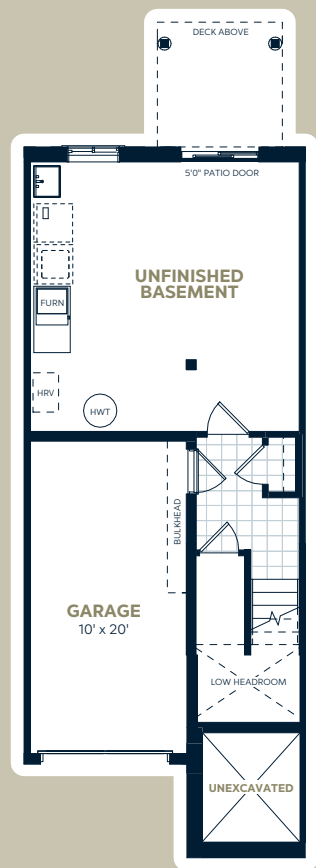 DECK ABOVE
5'0" PATIO DOOR
UNFINISHED
BASEMENT
FURN
HRV
HWT
BULKHEAD
GARAGE
10' x 20'
LOW HEADROOM
UNEXCAVATED